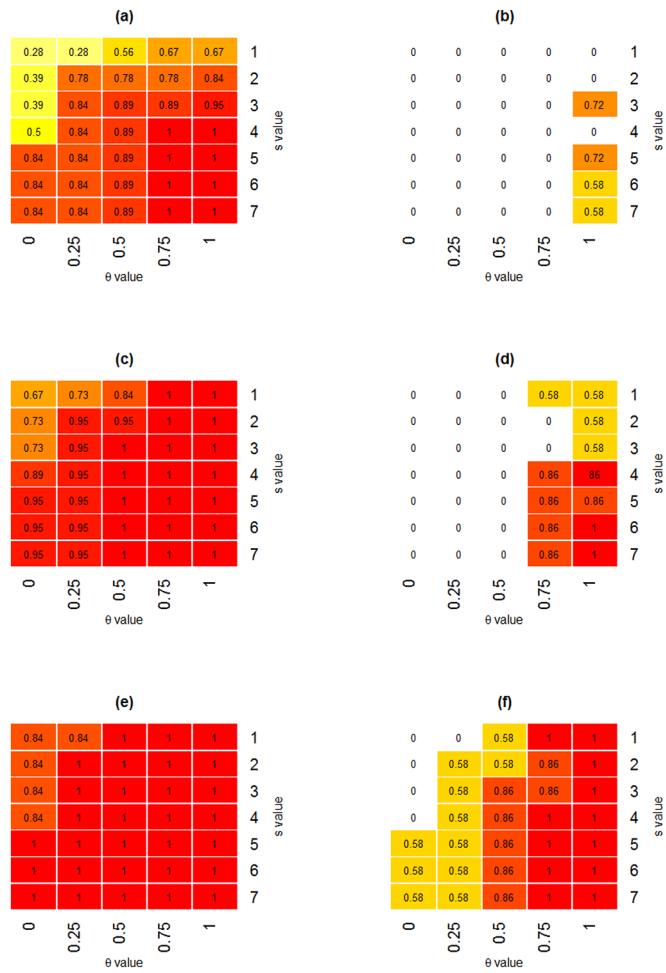 (a)
0.28 0.28 0.56 0.67 0.67 1
0.39 0.78 0.78 0.78 0.84 2
0.39 0.84 0.89 0.89 0.95 3
0.5 0.84 0.89 1 1 4
0.84 0.84 0.89 1 1 5
0.84 0.84 0.89 1 1 6
0.84 0.84 0.89 1 1 7
s value
0 0.25 0.5 0.75 1
θ value
(b)
0 0 0 0 0 1
0 0 0 0 0 2
0 0 0 0 0.72 3
0 0 0 0 0 4
0 0 0 0 0.72 5
0 0 0 0 0.58 6
0 0 0 0 0.58 7
s value
0 0.25 0.5 0.75 1
θ value
(c)
0.67 0.73 0.84 1 1 1
0.73 0.95 0.95 1 1 2
0.73 0.95 1 1 1 3
0.89 0.95 1 1 1 4
0.95 0.95 1 1 1 5
0.95 0.95 1 1 1 6
0.95 0.95 1 1 1 7
s value
0 0.25 0.5 0.75 1
θ value
(d)
0 0 0 0.58 0.58 1
0 0 0 0 0.58 2
0 0 0 0 0.58 3
0 0 0 0.86 86 4
0 0 0 0.86 0.86 5
0 0 0 0.86 1 6
0 0 0 0.86 1 7
s value
0 0.25 0.5 0.75 1
θ value
(e)
0.84 0.84 1 1 1 1
0.84 1 1 1 1 2
0.84 1 1 1 1 3
0.84 1 1 1 1 4
1 1 1 1 1 5
1 1 1 1 1 6
1 1 1 1 1 7
s value
0 0.25 0.5 0.75 1
θ value
(f)
0 0 0.58 1 1 1
0 0.58 0.58 0.86 1 2
0 0.58 0.86 0.86 1 3
0 0.58 0.86 1 1 4
0.58 0.58 0.86 1 1 5
0.58 0.58 0.86 1 1 6
0.58 0.58 0.86 1 1 7
s value
0 0.25 0.5 0.75 1
θ value